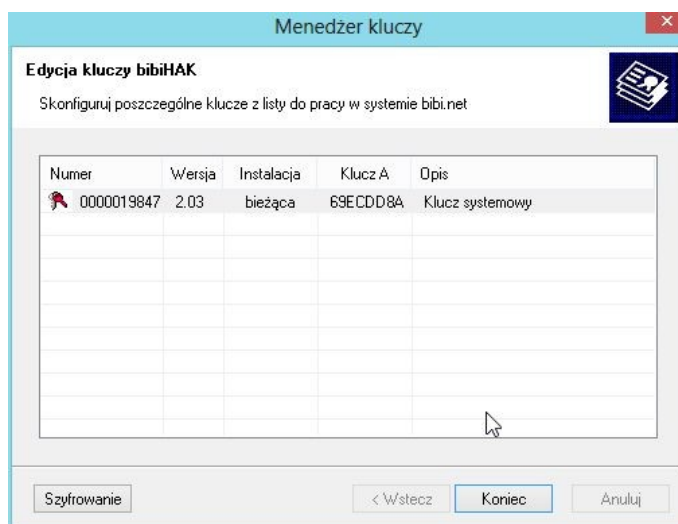 Menedżer kluczy
Edycja kluczy bibiHAK
Skonfiguruj poszczególne klucze z listy do pracy w systemie bibi.net
Numer Wersja Instalacja Klucz A Opis
0000019847 2.03 bieżąca 69ECDD8A Klucz systemowy
Szyfrowanie < Wstecz Koniec Anuluj